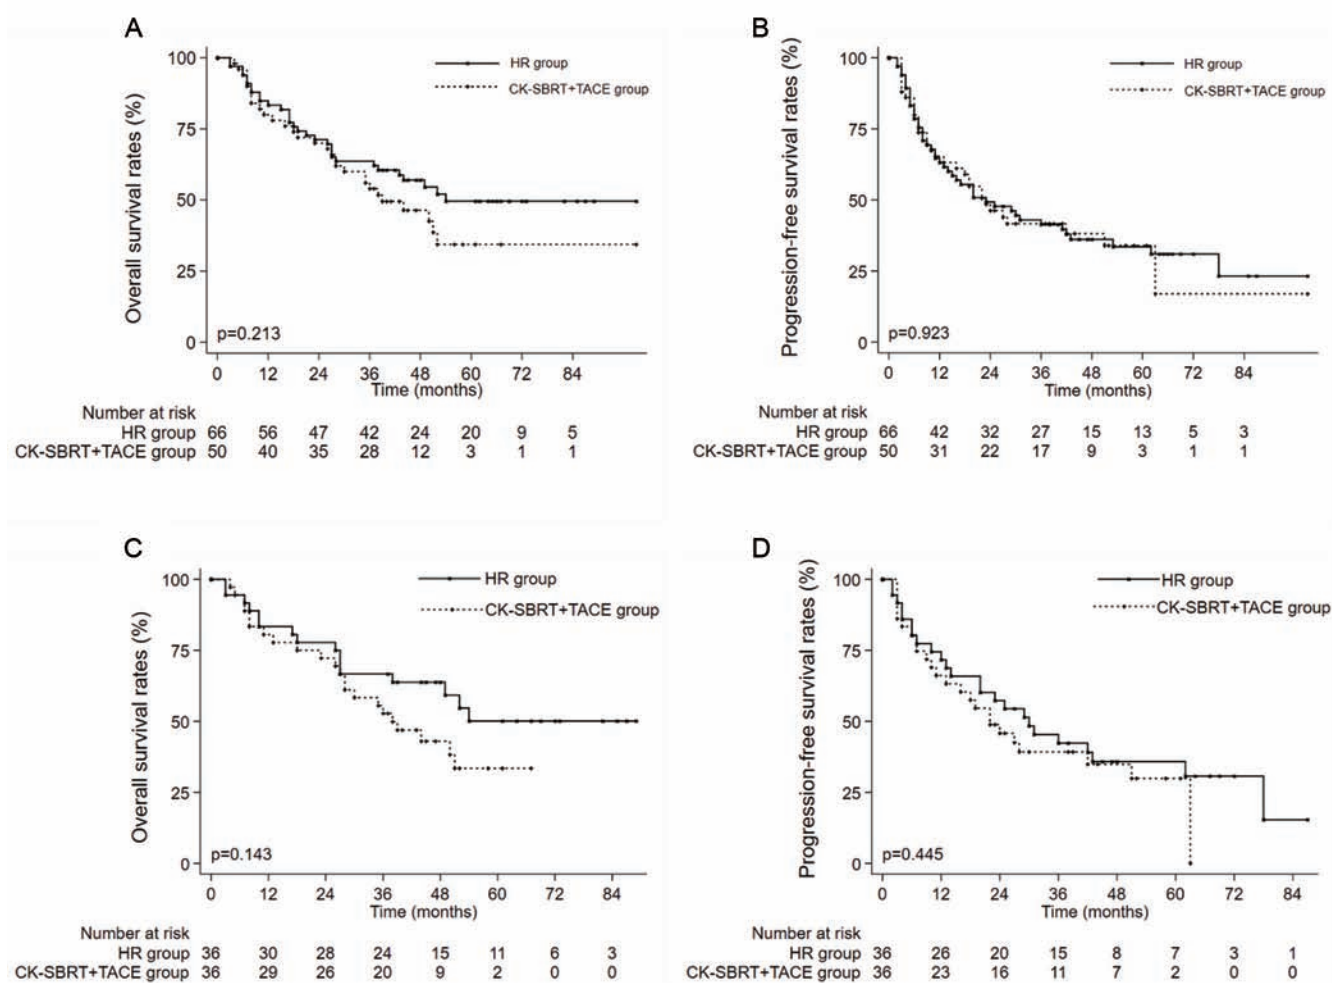 A
Overall survival rates (%)
100
75
50
25
0
HR group
CK-SBRT+TACE group
p=0.213
0 12 24 36 48 60 72 84
Time (months)
Number at risk
HR group 66 56 47 42 24 20 9 5
CK-SBRT+TACE group 50 40 35 28 12 3 1 1
B
Progression-free survival rates (%)
100
75
50
25
0
HR group
CK-SBRT+TACE group
p=0.923
0 12 24 36 48 60 72 84
Time (months)
Number at risk
HR group 66 42 32 27 15 13 5 3
CK-SBRT+TACE group 50 31 22 17 9 3 1 1
C
Overall survival rates (%)
100
75
50
25
0
HR group
CK-SBRT+TACE group
p=0.143
0 12 24 36 48 60 72 84
Time (months)
Number at risk
HR group 36 30 28 24 15 11 6 3
CK-SBRT+TACE group 36 29 26 20 9 2 0 0
D
Progression-free survival rates (%)
100
75
50
25
0
HR group
CK-SBRT+TACE group
p=0.445
0 12 24 36 48 60 72 84
Time (months)
Number at risk
HR group 36 26 20 15 8 7 3 1
CK-SBRT+TACE group 36 23 16 11 7 2 0 0